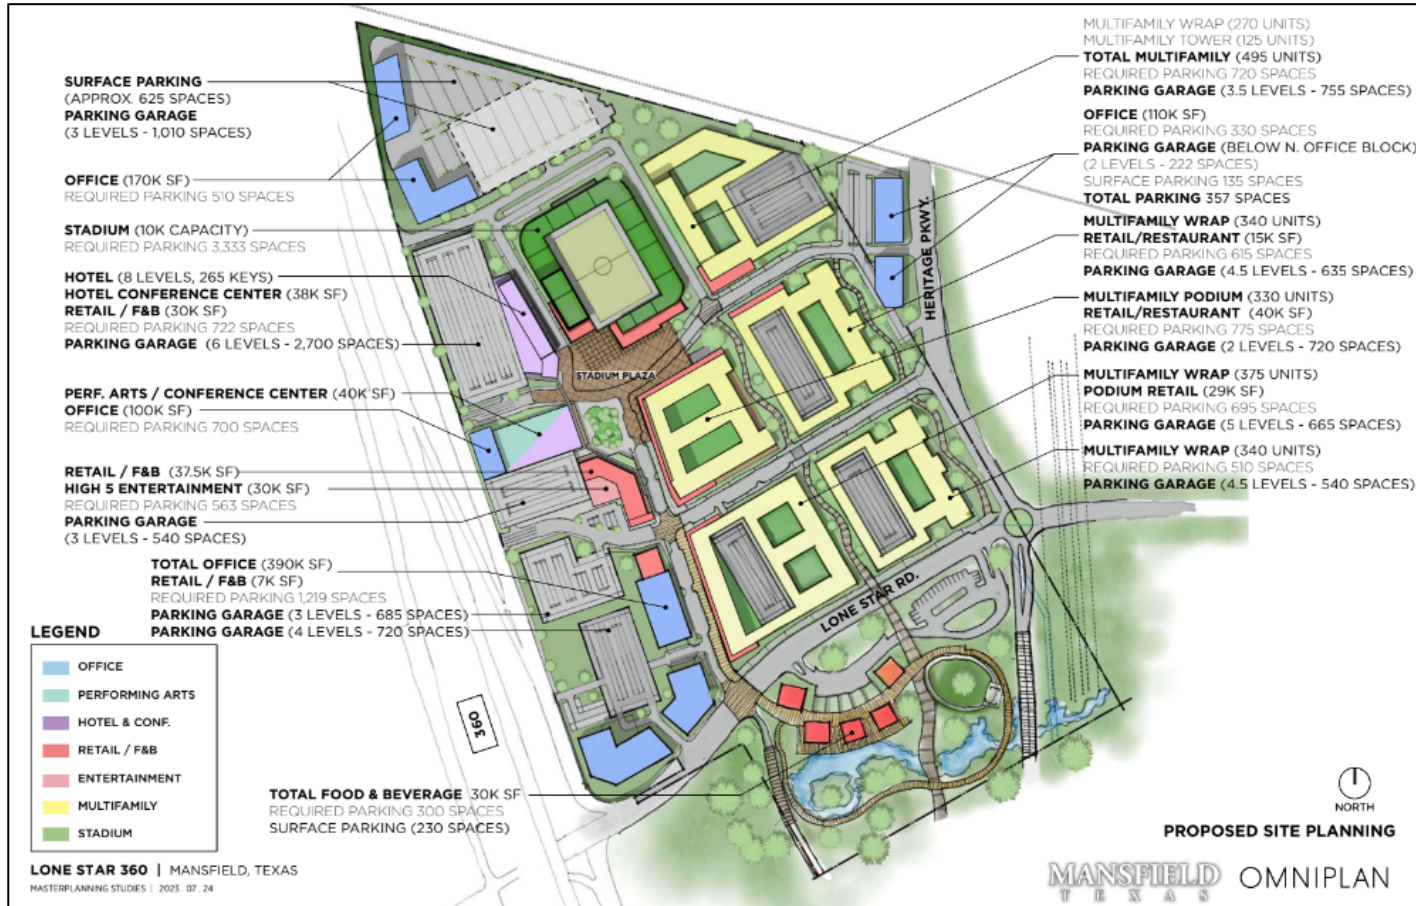 SURFACE PARKING
(APPROX. 625 SPACES)
PARKING GARAGE
(3 LEVELS - 1,010 SPACES)
OFFICE (170K SF)
REQUIRED PARKING 510 SPACES
STADIUM (10K CAPACITY)
REQUIRED PARKING 3,333 SPACES
HOTEL (8 LEVELS, 265 KEYS)
HOTEL CONFERENCE CENTER (38K SF)
RETAIL / F&B (30K SF)
REQUIRED PARKING 722 SPACES
PARKING GARAGE (6 LEVELS - 2,700 SPACES)
PERF. ARTS / CONFERENCE CENTER (40K SF)
OFFICE (100K SF)
REQUIRED PARKING 700 SPACES
RETAIL / F&B (37.5K SF)
HIGH 5 ENTERTAINMENT (30K SF)
REQUIRED PARKING 563 SPACES
PARKING GARAGE
(3 LEVELS - 540 SPACES)
TOTAL OFFICE (390K SF)
RETAIL / F&B (7K SF)
REQUIRED PARKING 1,219 SPACES
PARKING GARAGE (3 LEVELS - 685 SPACES)
PARKING GARAGE (4 LEVELS - 720 SPACES)
MULTIFAMILY WRAP (270 UNITS)
MULTIFAMILY TOWER (125 UNITS)
TOTAL MULTIFAMILY (495 UNITS)
REQUIRED PARKING 720 SPACES
PARKING GARAGE (3.5 LEVELS - 755 SPACES)
OFFICE (110K SF)
REQUIRED PARKING 330 SPACES
PARKING GARAGE (BELOW N. OFFICE BLOCK)
(2 LEVELS - 222 SPACES)
SURFACE PARKING 135 SPACES
TOTAL PARKING 357 SPACES
MULTIFAMILY WRAP (340 UNITS)
RETAIL/RESTAURANT (15K SF)
REQUIRED PARKING 615 SPACES
PARKING GARAGE (4.5 LEVELS - 635 SPACES)
MULTIFAMILY PODIUM (330 UNITS)
RETAIL/RESTAURANT (40K SF)
REQUIRED PARKING 775 SPACES
PARKING GARAGE (2 LEVELS - 720 SPACES)
MULTIFAMILY WRAP (375 UNITS)
PODIUM RETAIL (29K SF)
REQUIRED PARKING 695 SPACES
PARKING GARAGE (5 LEVELS - 665 SPACES)
MULTIFAMILY WRAP (340 UNITS)
REQUIRED PARKING 510 SPACES
PARKING GARAGE (4.5 LEVELS - 540 SPACES)
HERITAGE PKWY.
STADIUM PLAZA
LONE STAR RD.
360
LEGEND
OFFICE
PERFORMING ARTS
HOTEL & CONF.
RETAIL / F&B
ENTERTAINMENT
MULTIFAMILY
STADIUM
TOTAL FOOD & BEVERAGE 30K SF
REQUIRED PARKING 300 SPACES
SURFACE PARKING (230 SPACES)
NORTH
PROPOSED SITE PLANNING
LONE STAR 360 | MANSFIELD, TEXAS
MASTERPLANNING STUDIES | 2023. 07. 24
MANSFIELD
TEXAS
OMNIPLAN